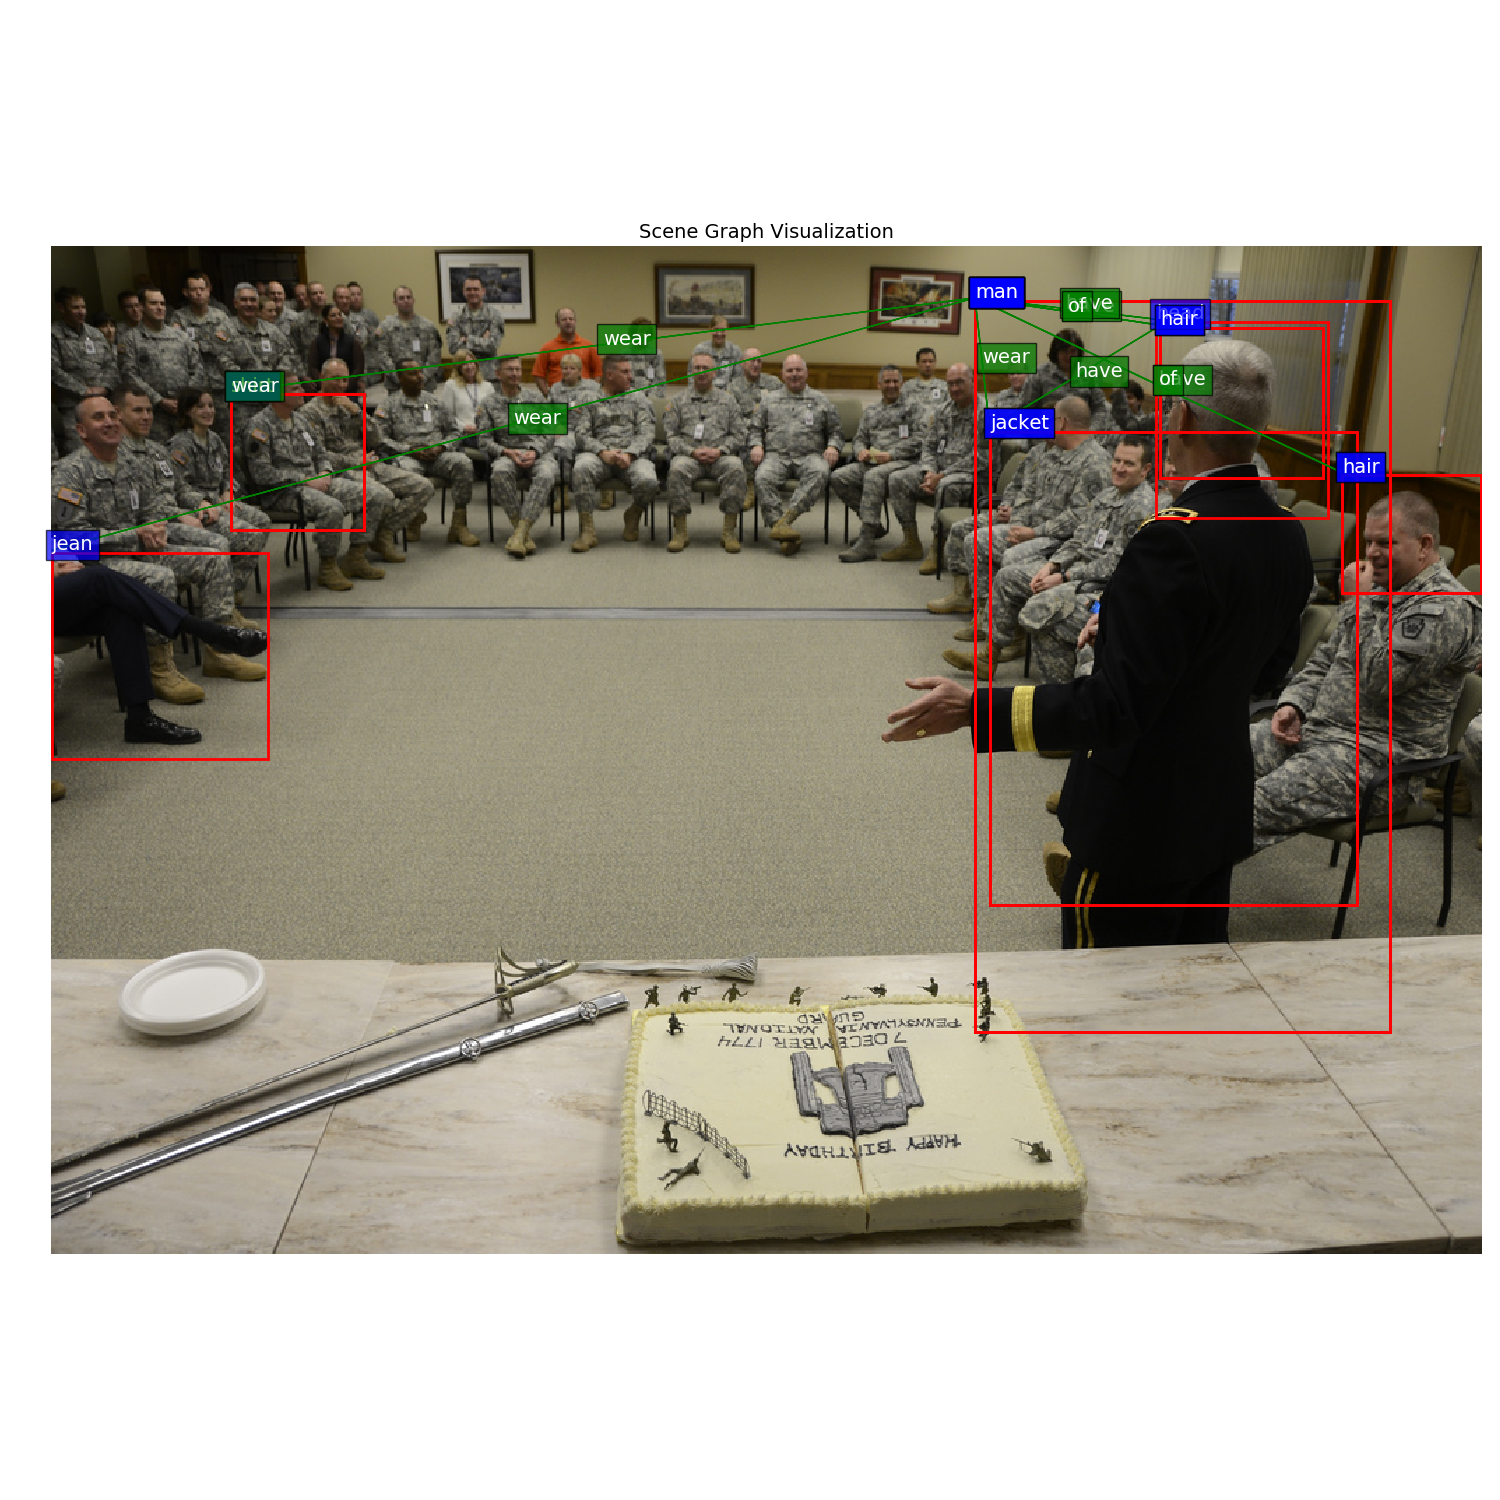 Scene Graph Visualization
man
of
have
hair
wear
wear
have
of
have
wear
wear
jacket
hair
jean
HAPPY BIRTHDAY
7 DECEMBER 1774
PENNSYLVANIA NATIONAL
GUARD